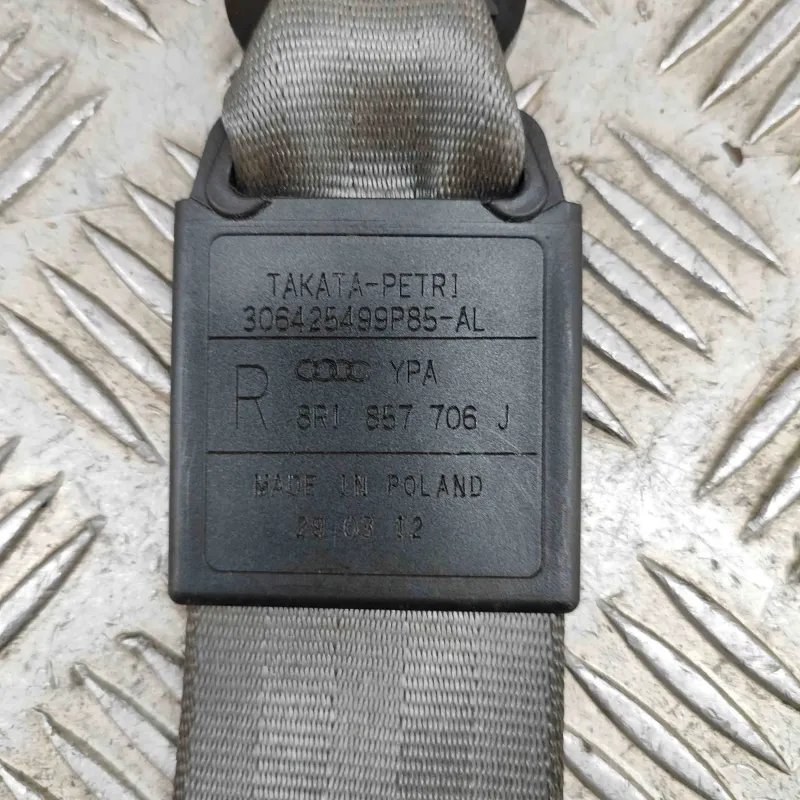 TAKATA-PETRI
306425499P85-AL
R YPA
8R1 857 706 J
MADE IN POLAND
29 03 12